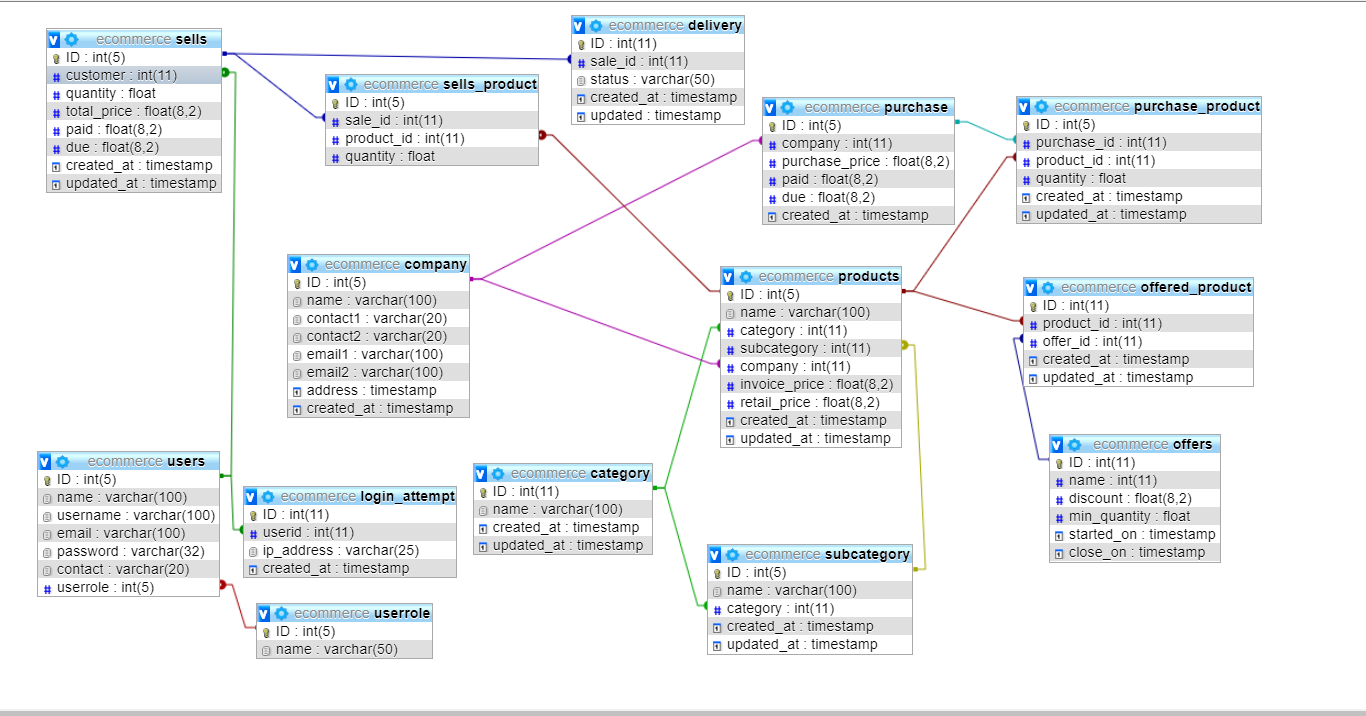 ecommerce sells
ID : int(5)
customer : int(11)
quantity : float
total_price : float(8,2)
paid : float(8,2)
due : float(8,2)
created_at : timestamp
updated_at : timestamp
ecommerce sells_product
ID : int(5)
sale_id : int(11)
product_id : int(11)
quantity : float
ecommerce delivery
ID : int(11)
sale_id : int(11)
status : varchar(50)
created_at : timestamp
updated : timestamp
ecommerce purchase
ID : int(5)
company : int(11)
purchase_price : float(8,2)
paid : float(8,2)
due : float(8,2)
created_at : timestamp
ecommerce purchase_product
ID : int(5)
purchase_id : int(11)
product_id : int(11)
quantity : float
created_at : timestamp
updated_at : timestamp
ecommerce company
ID : int(5)
name : varchar(100)
contact1 : varchar(20)
contact2 : varchar(20)
email1 : varchar(100)
email2 : varchar(100)
address : timestamp
created_at : timestamp
ecommerce products
ID : int(5)
name : varchar(100)
category : int(11)
subcategory : int(11)
company : int(11)
invoice_price : float(8,2)
retail_price : float(8,2)
created_at : timestamp
updated_at : timestamp
ecommerce offered_product
ID : int(11)
product_id : int(11)
offer_id : int(11)
created_at : timestamp
updated_at : timestamp
ecommerce users
ID : int(5)
name : varchar(100)
username : varchar(100)
email : varchar(100)
password : varchar(32)
contact : varchar(20)
userrole : int(5)
ecommerce login_attempt
ID : int(11)
userid : int(11)
ip_address : varchar(25)
created_at : timestamp
ecommerce category
ID : int(11)
name : varchar(100)
created_at : timestamp
updated_at : timestamp
ecommerce offers
ID : int(11)
name : int(11)
discount : float(8,2)
min_quantity : float
started_on : timestamp
close_on : timestamp
ecommerce subcategory
ID : int(5)
name : varchar(100)
category : int(11)
created_at : timestamp
updated_at : timestamp
ecommerce userrole
ID : int(5)
name : varchar(50)